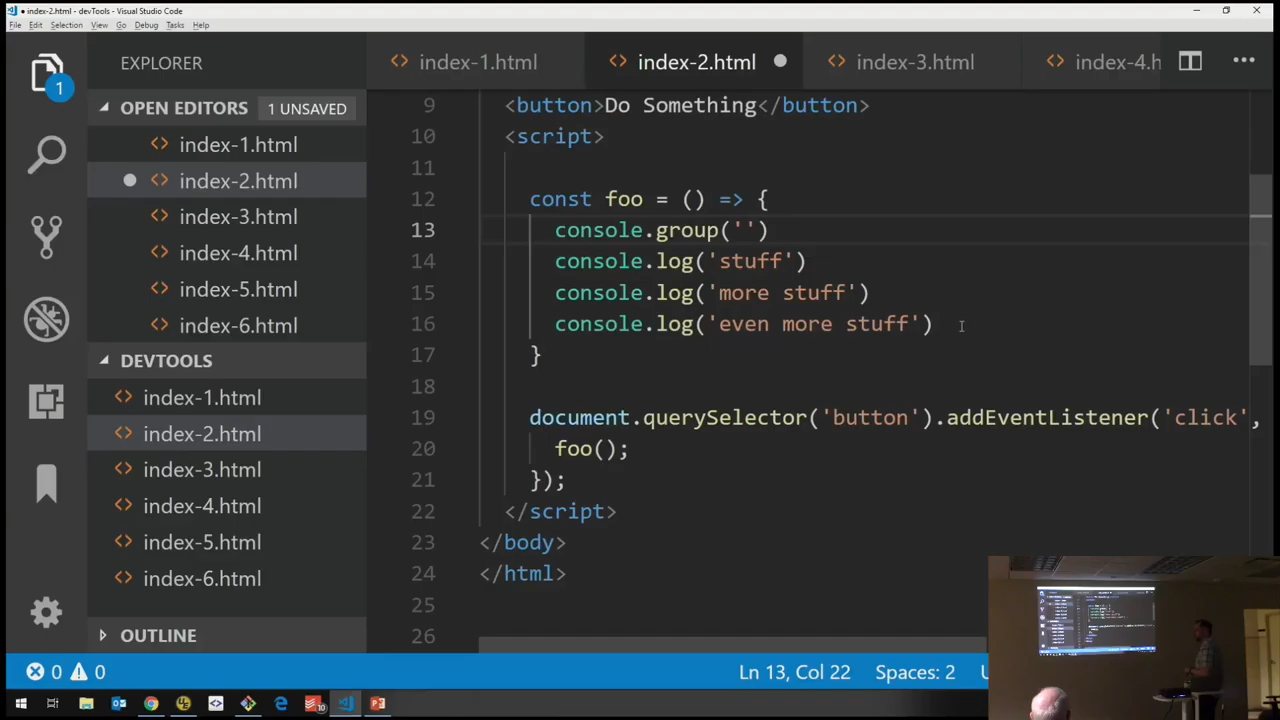 index-2.html - devTools - Visual Studio Code
File Edit Selection View Go Debug Tasks Help
EXPLORER
index-1.html
index-2.html
index-3.html
index-4.h
1
OPEN EDITORS 1 UNSAVED
index-1.html
index-2.html
index-3.html
index-4.html
index-5.html
index-6.html
DEVTOOLS
index-1.html
index-2.html
index-3.html
index-4.html
index-5.html
index-6.html
OUTLINE
9 <button>Do Something</button>
10 <script>
11
12 const foo = () => {
13 console.group('')
14 console.log('stuff')
15 console.log('more stuff')
16 console.log('even more stuff')
17 }
18
19 document.querySelector('button').addEventListener('click',
20 foo();
21 });
22 </script>
23 </body>
24 </html>
25
26
0 0 Ln 13, Col 22 Spaces: 2
10